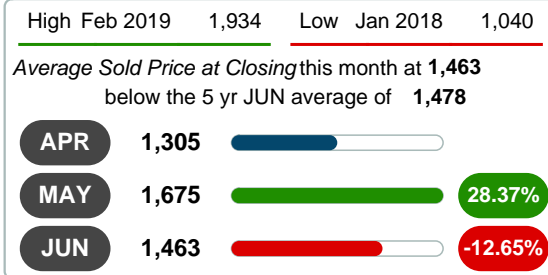 High Feb 2019 1,934 Low Jan 2018 1,040
Average Sold Price at Closing this month at 1,463
below the 5 yr JUN average of 1,478
APR 1,305
MAY 1,675 28.37%
JUN 1,463 -12.65%